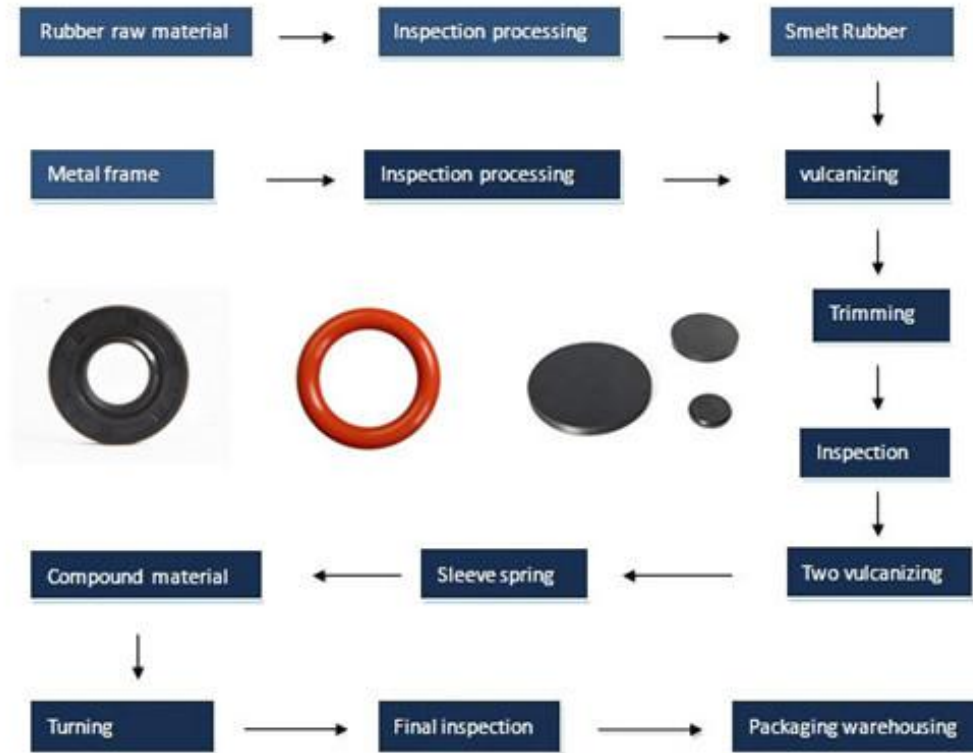 Rubber raw material
Inspection processing
Smelt Rubber
Metal frame
Inspection processing
vulcanizing
Trimming
Inspection
Two vulcanizing
Sleeve spring
Compound material
Turning
Final inspection
Packaging warehousing